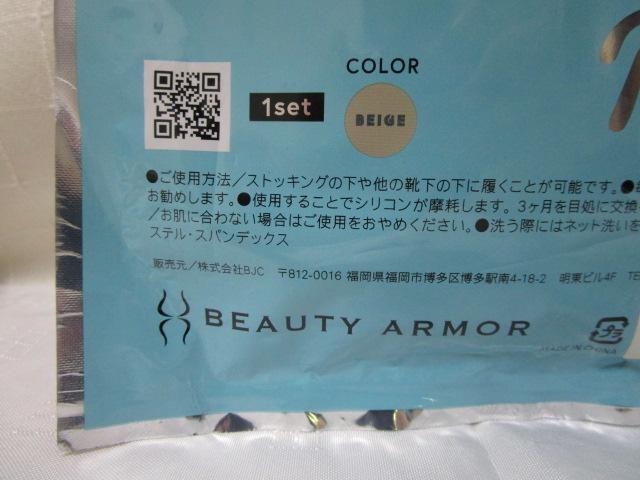 COLOR
1set
BEIGE
●ご使用方法/ストッキングの下や他の靴下の下に履くことが可能です。●
お勧めします。●使用することでシリコンが摩耗します。3ヶ月を目処に交換
/お肌に合わない場合はご使用をおやめください。●洗う際にはネット洗いを
ステル・スパンデックス
販売元/株式会社BJC 〒812-0016 福岡県福岡市博多区博多駅南4-18-2 明東ビル4F TE
BEAUTY ARMOR
プラ
MADE IN CHINA